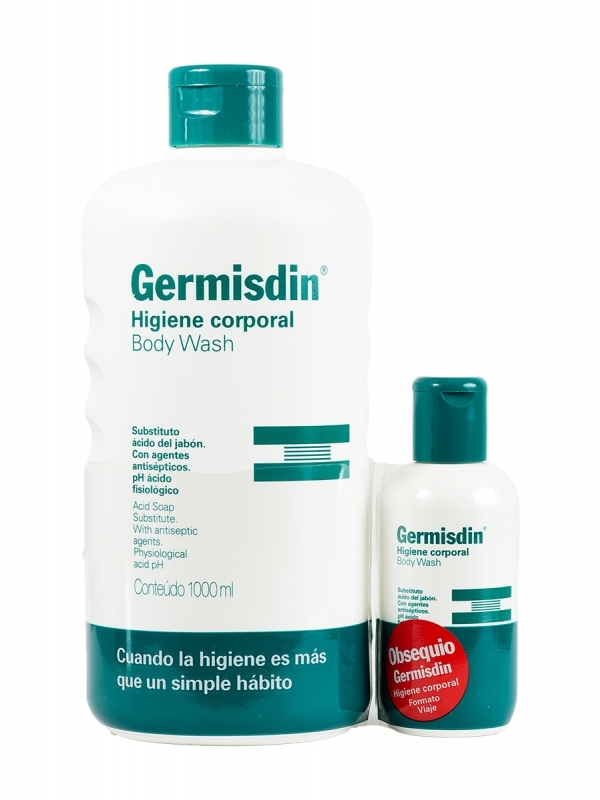 Germisdin®
Higiene corporal
Body Wash
Substituto
ácido del jabón.
Con agentes
antisépticos.
pH ácido
fisiológico
Acid Soap
Substitute.
With antiseptic
agents.
Physiological
acid pH
Conteúdo 1000 ml
Cuando la higiene es más
que un simple hábito
Germisdin®
Higiene corporal
Body Wash
Substituto
ácido del jabón.
Con agentes
antisépticos.
pH ácido
Obsequio
Germisdin
Higiene corporal
Formato
Viaje